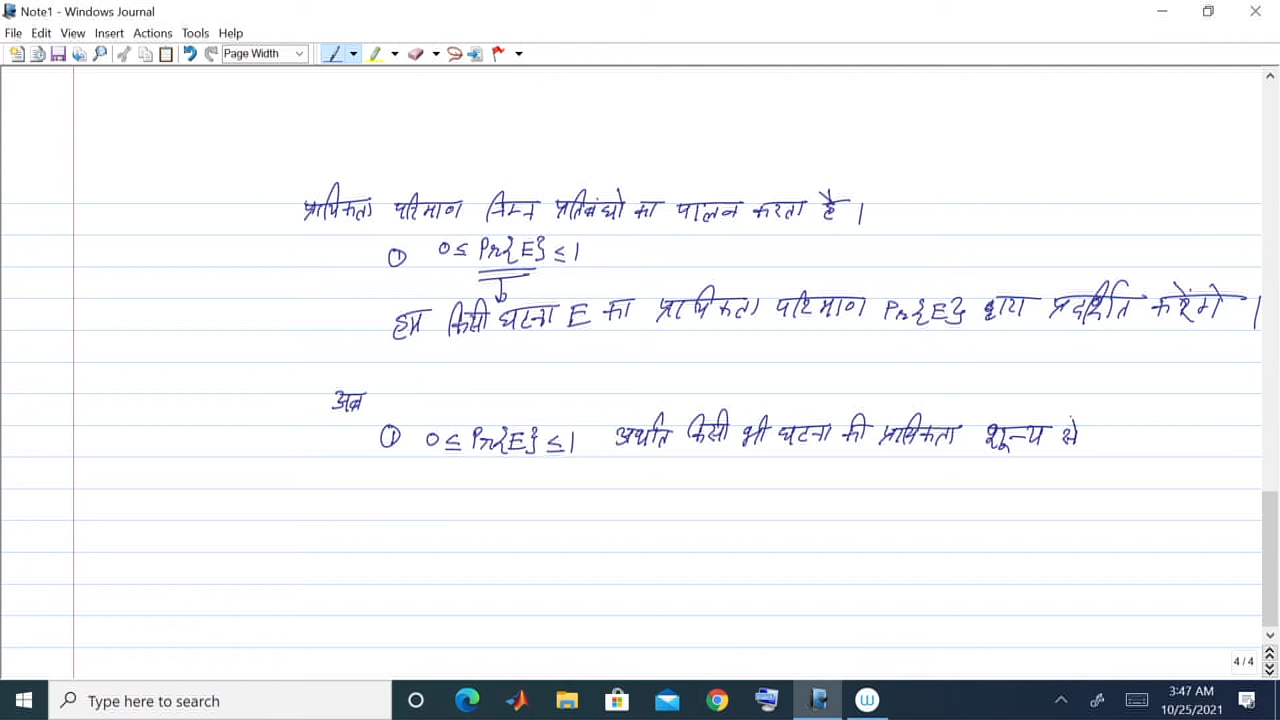 Note1 - Windows Journal
File Edit View Insert Actions Tools Help
Page Width
प्रायिकता परिमाण निम्न प्रतिबंधो का पालन करता है।
① 0 ≤ Pr{E} ≤ 1
हम किसी घटना E का प्रायिकता परिमाण Pr{E} द्वारा प्रदर्शित करेंगे।
अब
① 0 ≤ Pr{E} ≤ 1 अर्थात किसी भी घटना की प्रायिकता शून्य से
4 / 4
Type here to search
3:47 AM
10/25/2021